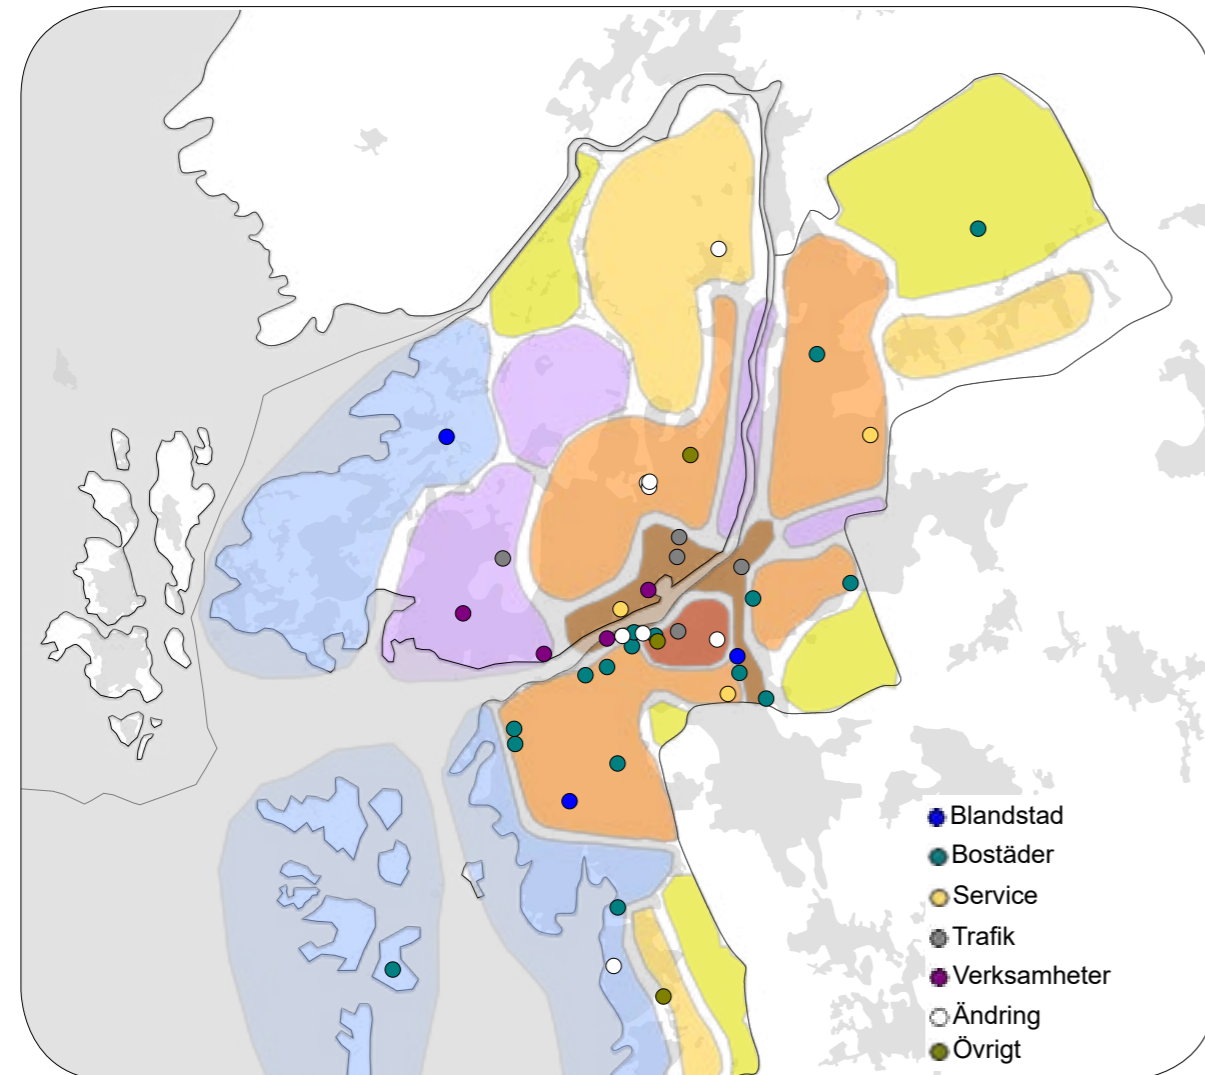 Blandstad
Bostäder
Service
Trafik
Verksamheter
Ändring
Övrigt